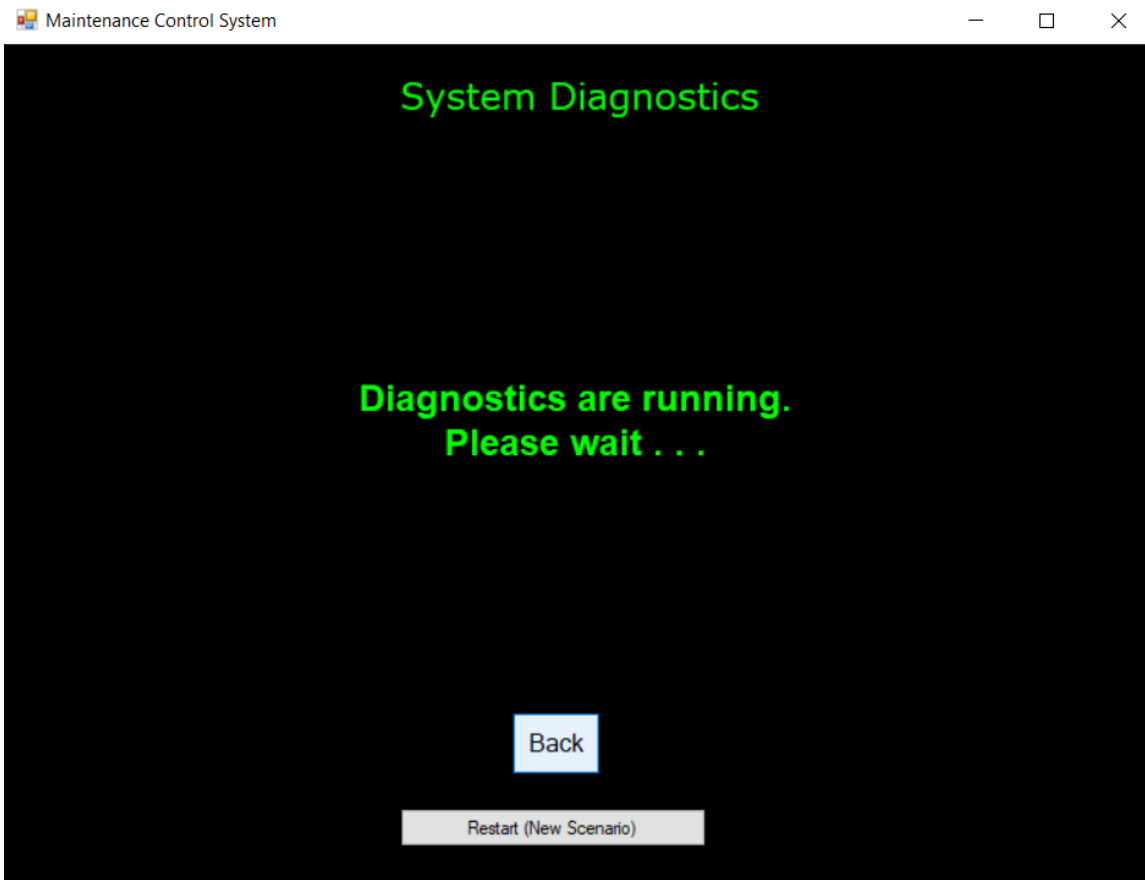 Maintenance Control System
System Diagnostics
Diagnostics are running.
Please wait . . .
Back
Restart (New Scenario)